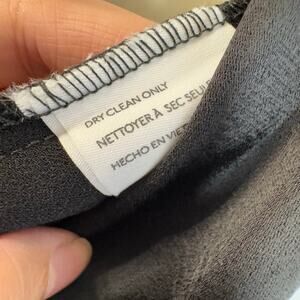 DRY CLEAN ONLY
NETTOYER À SEC
HECHO EN